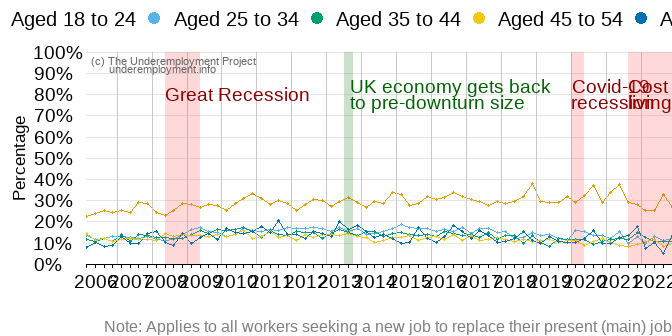 Aged 18 to 24 Aged 25 to 34 Aged 35 to 44 Aged 45 to 54 A
100%
90%
80%
70%
60%
50%
40%
30%
20%
10%
0%
Percentage
(c) The Underemployment Project
underemployment.info
Great Recession
UK economy gets back
to pre-downturn size
Covid-19
recession
Cost
living
2006 2007 2008 2009 2010 2011 2012 2013 2014 2015 2016 2017 2018 2019 2020 2021 2022
Note: Applies to all workers seeking a new job to replace their present (main) job